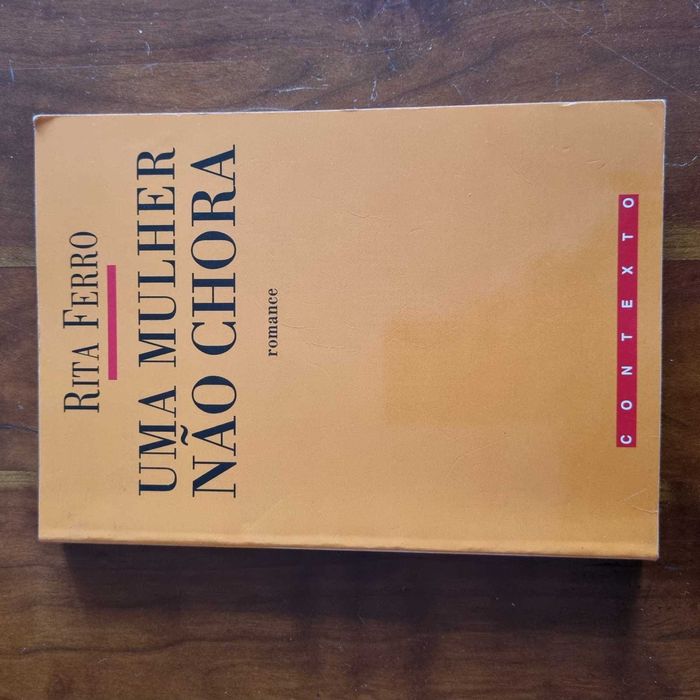 RITA FERRO
UMA MULHER
NÃO CHORA
romance
CONTEXTO